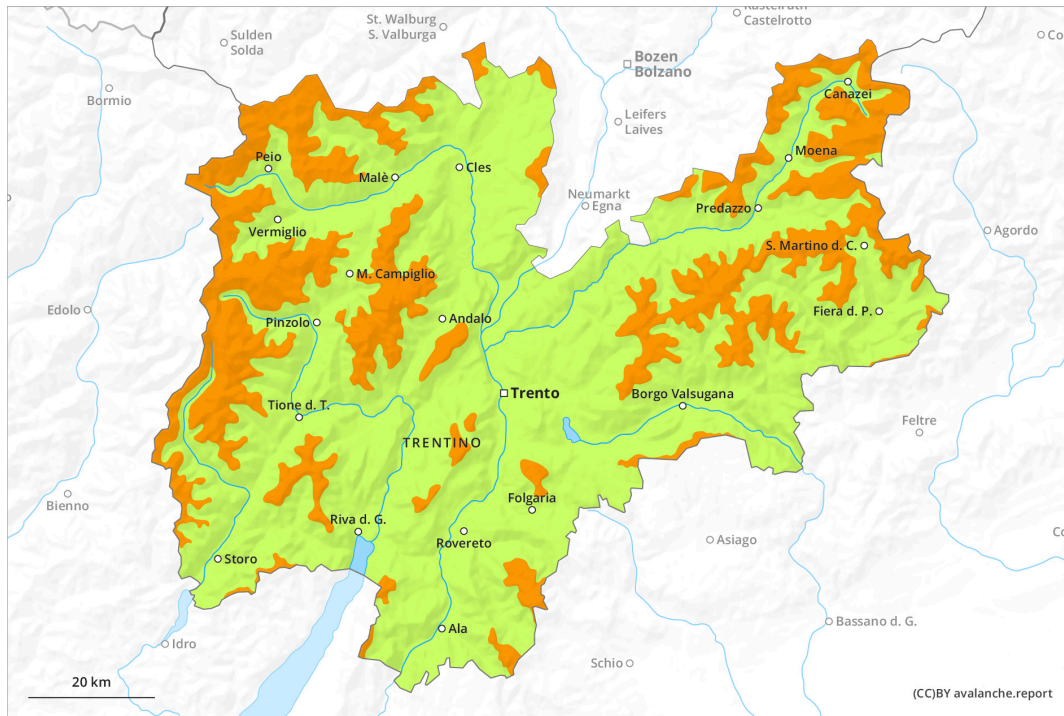 Kastelruth
Castelrotto
St. Walburg
S. Valburga
Sulden
Solda
Bozen
Bolzano
Co
Bormio
Canazei
Leifers
Laives
Moena
Peio
Malè
Cles
Neumarkt
Egna
Predazzo
Vermiglio
S. Martino d. C.
Agordo
M. Campiglio
Edolo
Pinzolo
Andalo
Fiera d. P.
Trento
Borgo Valsugana
Tione d. T.
Feltre
TRENTINO
Bienno
Folgaria
Riva d. G.
Rovereto
Asiago
Storo
Ala
Bassano d. G.
Idro
Schio
20 km
(CC)BY avalanche.report